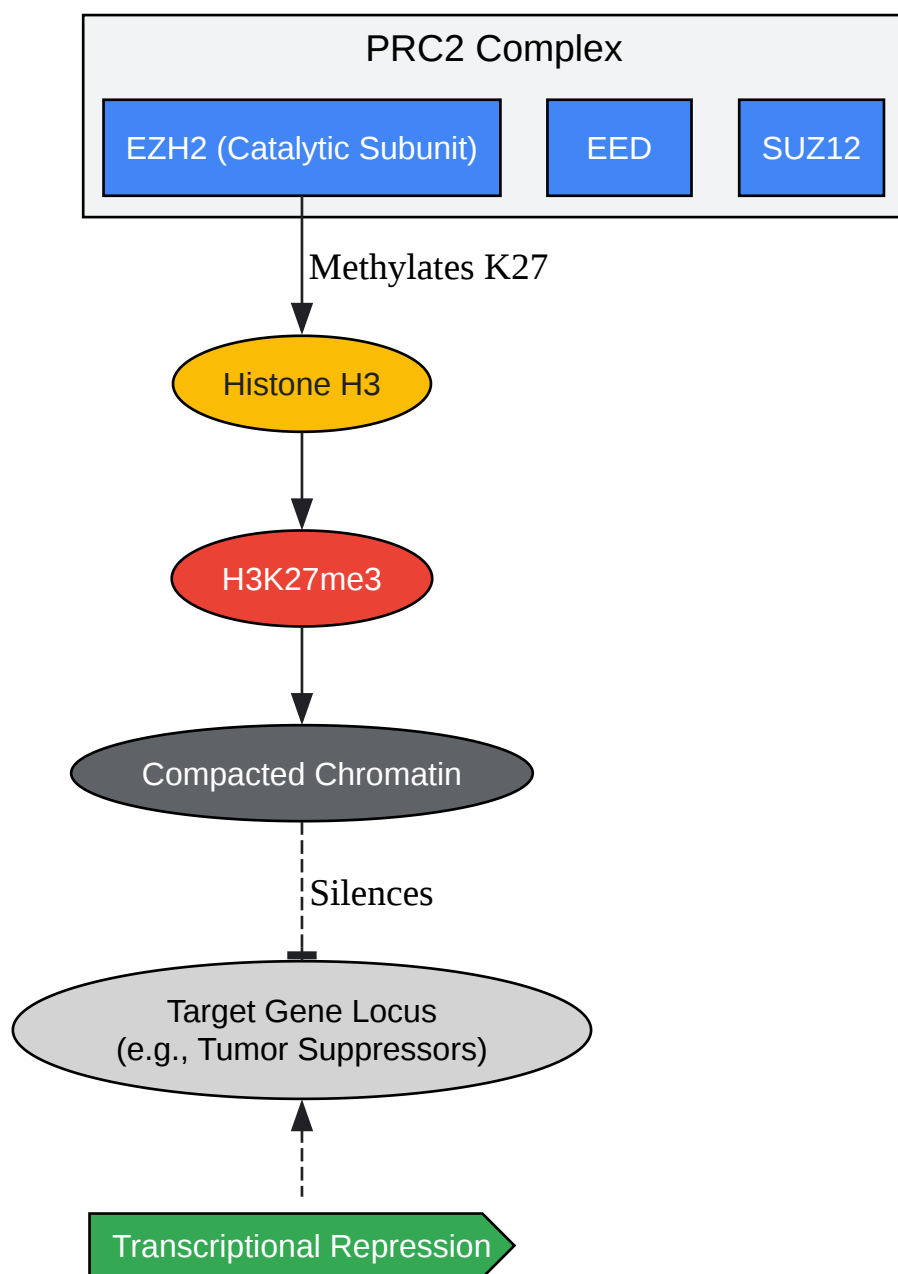 PRC2 Complex
EZH2 (Catalytic Subunit)
EED
SUZ12
Methylates K27
Histone H3
H3K27me3
Compacted Chromatin
Silences
Target Gene Locus
(e.g., Tumor Suppressors)
Transcriptional Repression